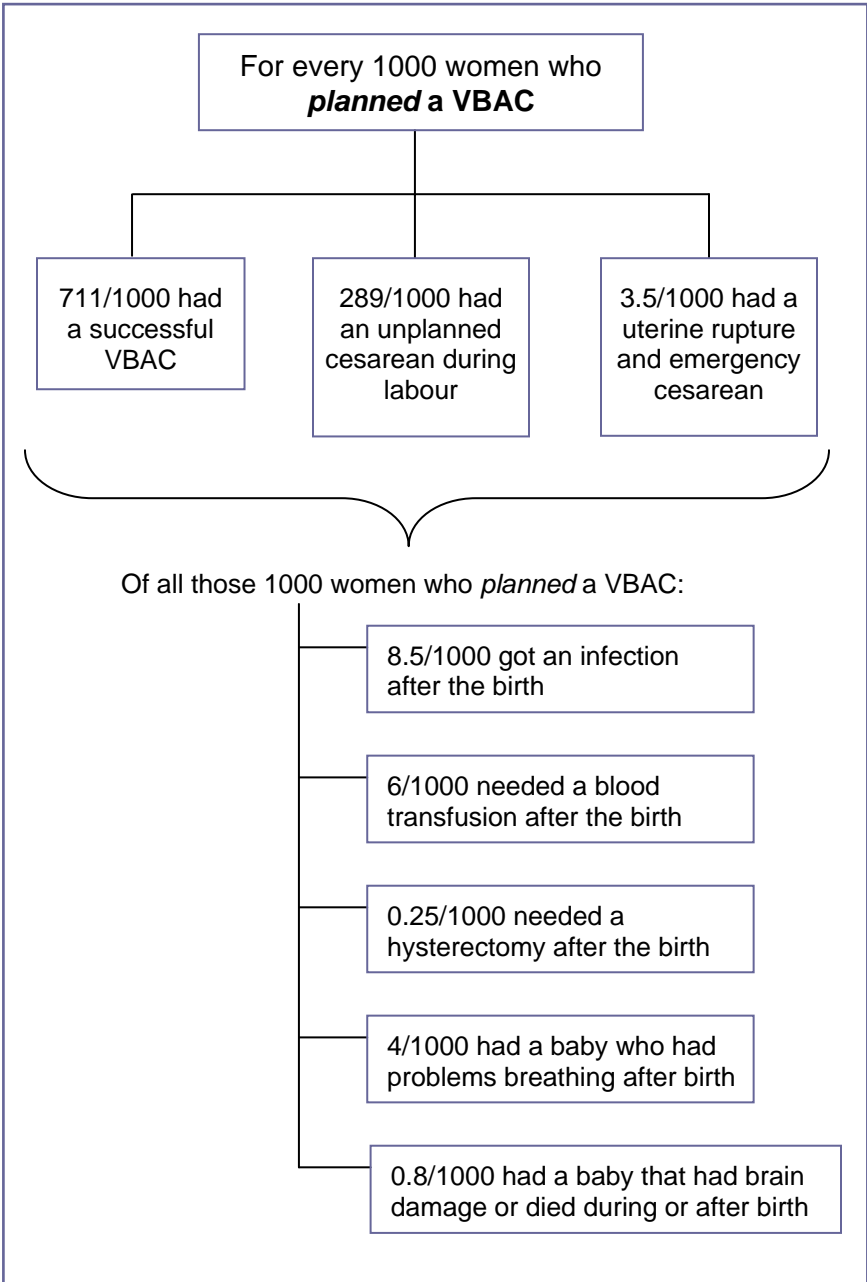 For every 1000 women who
planned a VBAC
711/1000 had
a successful
VBAC
289/1000 had
an unplanned
cesarean during
labour
3.5/1000 had a
uterine rupture
and emergency
cesarean
Of all those 1000 women who planned a VBAC:
8.5/1000 got an infection
after the birth
6/1000 needed a blood
transfusion after the birth
0.25/1000 needed a
hysterectomy after the birth
4/1000 had a baby who had
problems breathing after birth
0.8/1000 had a baby that had brain
damage or died during or after birth